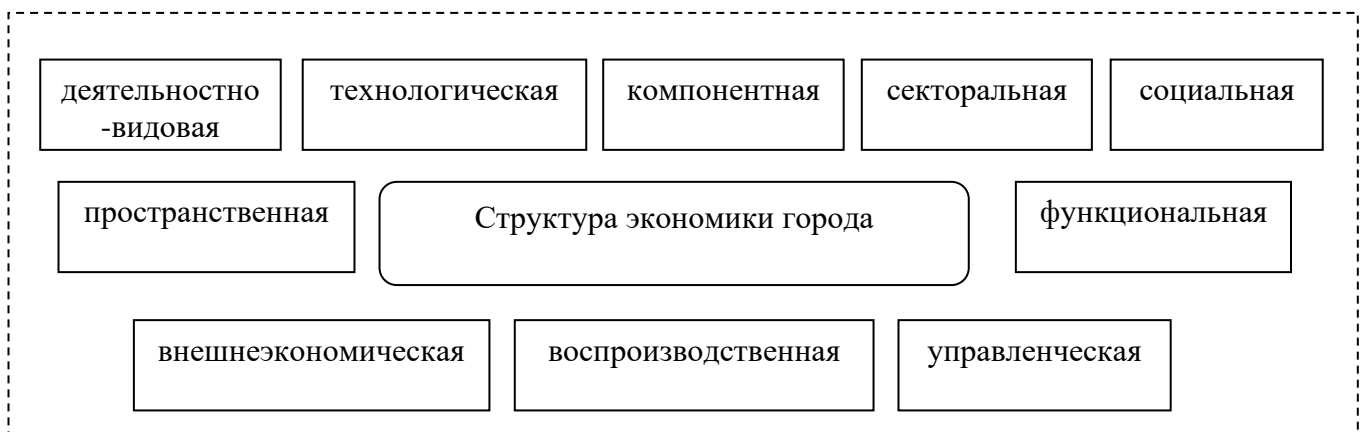 деятельностно
-видовая
технологическая
компонентная
секторальная
социальная
пространственная
Структура экономики города
функциональная
внешнеэкономическая
воспроизводственная
управленческая